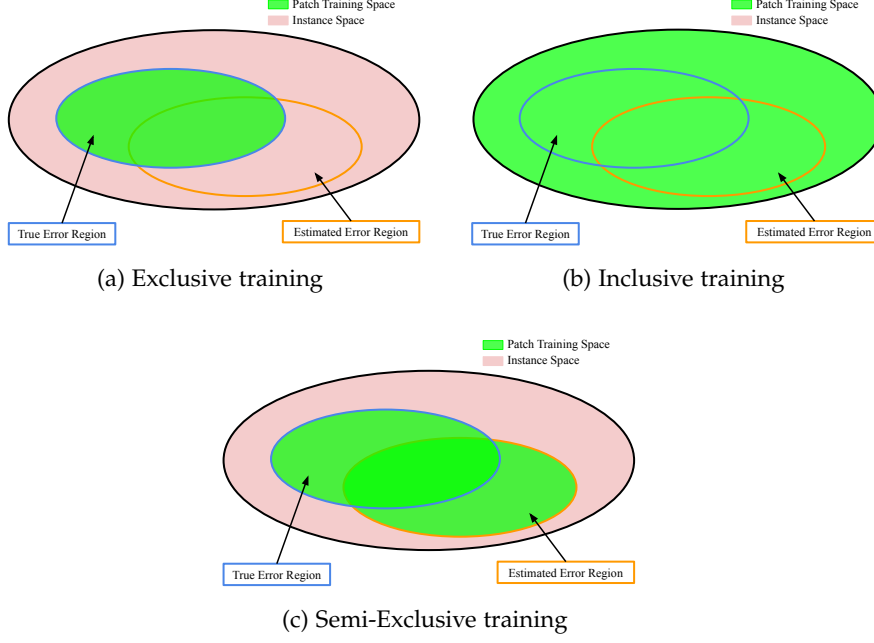 Patch Training Space
Instance Space
True Error Region
Estimated Error Region
(a) Exclusive training
Patch Training Space
Instance Space
True Error Region
Estimated Error Region
(b) Inclusive training
Patch Training Space
Instance Space
True Error Region
Estimated Error Region
(c) Semi-Exclusive training